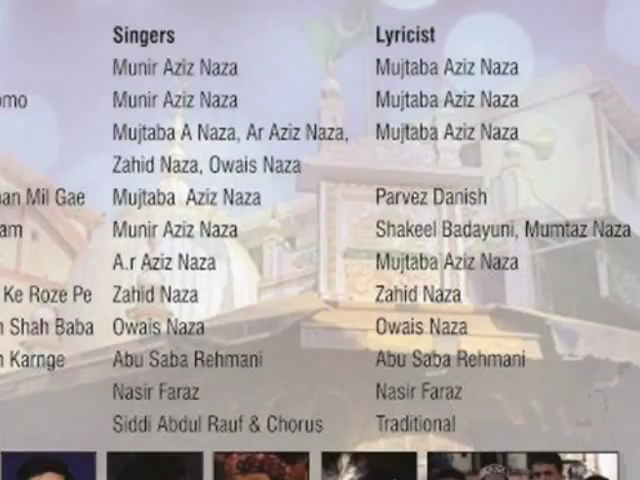 Singers Lyricist
Munir Aziz Naza Mujtaba Aziz Naza
omo Munir Aziz Naza Mujtaba Aziz Naza
Mujtaba A Naza, Ar Aziz Naza, Mujtaba Aziz Naza
Zahid Naza, Owais Naza
an Mil Gae Mujtaba Aziz Naza Parvez Danish
am Munir Aziz Naza Shakeel Badayuni, Mumtaz Naza
A.r Aziz Naza Mujtaba Aziz Naza
Ke Roze Pe Zahid Naza Zahid Naza
n Shah Baba Owais Naza Owais Naza
n Karnge Abu Saba Rehmani Abu Saba Rehmani
Nasir Faraz Nasir Faraz
Siddi Abdul Rauf & Chorus Traditional